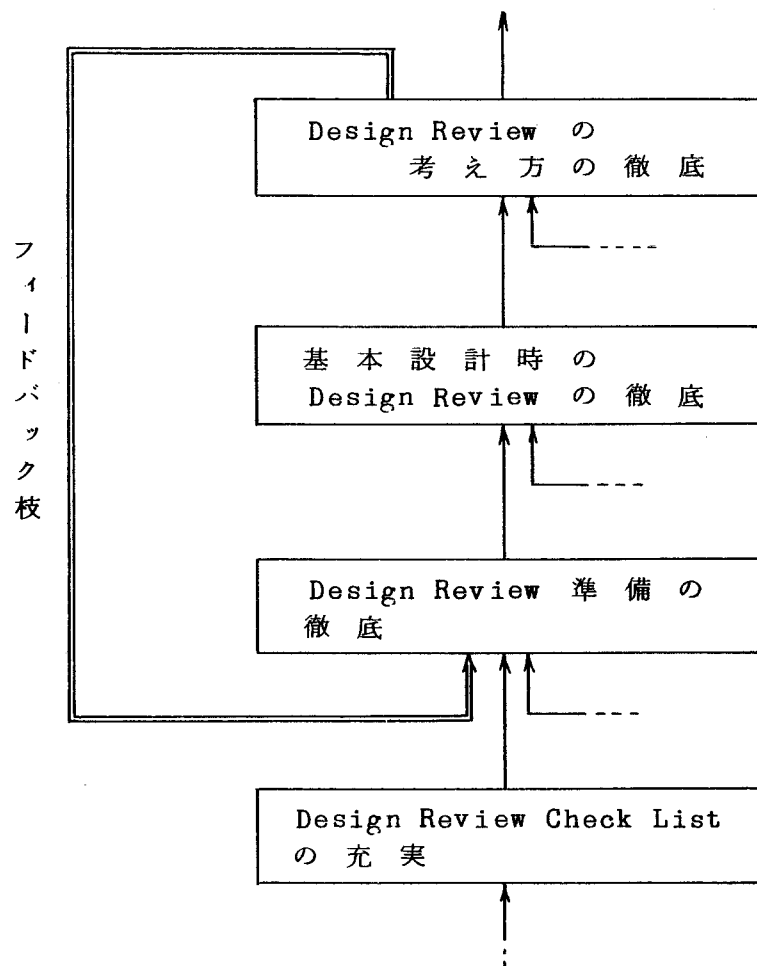 Design Review の
考え方の徹底
フィードバック枝
基本設計時の
Design Review の徹底
Design Review 準備の
徹底
Design Review Check List
の充実